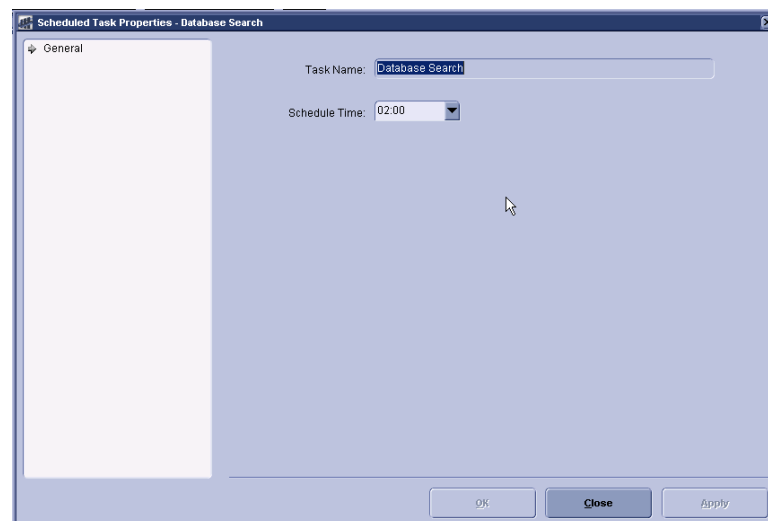 Scheduled Task Properties - Database Search
General
Task Name: Database Search
Schedule Time: 02:00
OK Close Apply